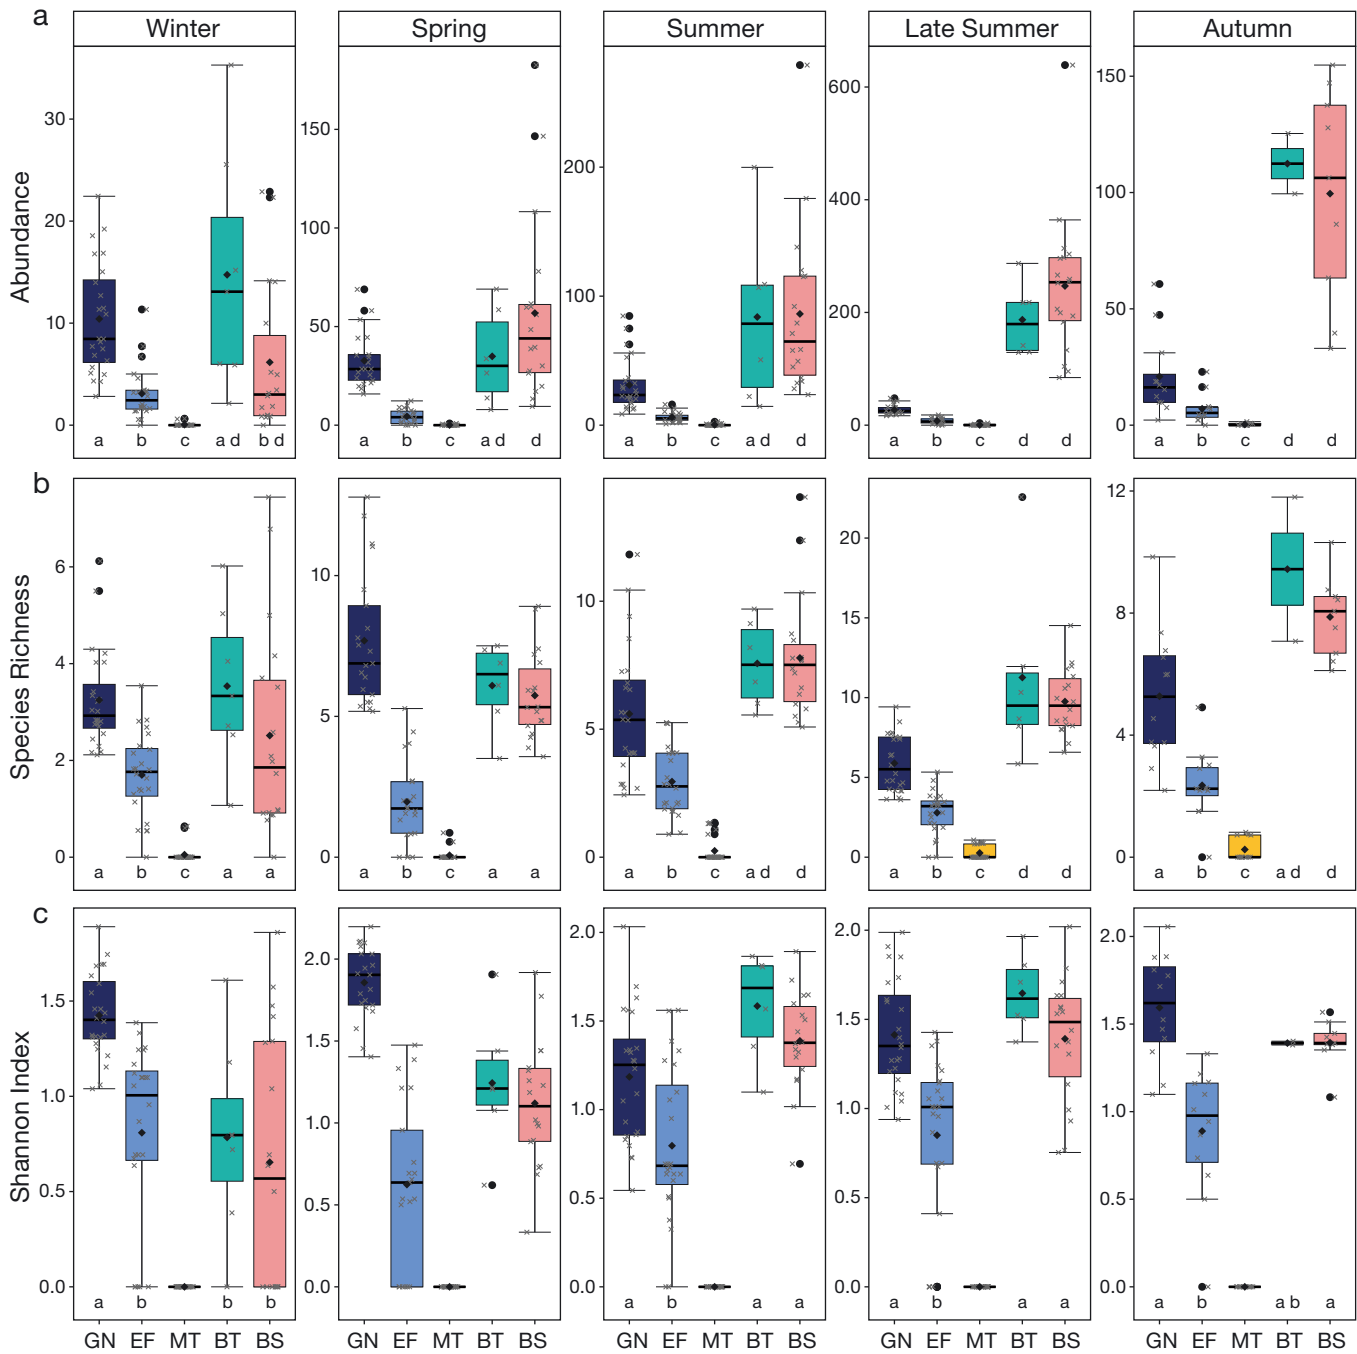 a
Winter Spring Summer Late Summer Autumn
Abundance
30 20 10 0
150 100 50 0
200 100 0
600 400 200 0
150 100 50 0
a b c a d b d
a b c a d d
a b c a d d
a b c d d
a b c d d
b
Species Richness
6 4 2 0
10 5 0
10 5 0
20 15 10 5 0
12 8 4 0
a b c a a
a b c a a
a b c a d d
a b c d d
a b c a d d
c
Shannon Index
1.5 1.0 0.5 0.0
2.0 1.5 1.0 0.5 0.0
2.0 1.5 1.0 0.5 0.0
2.0 1.5 1.0 0.5 0.0
2.0 1.5 1.0 0.5 0.0
a b b b
a b a a
b a a
a b a b a
GN EF MT BT BS
GN EF MT BT BS
GN EF MT BT BS
GN EF MT BT BS
GN EF MT BT BS